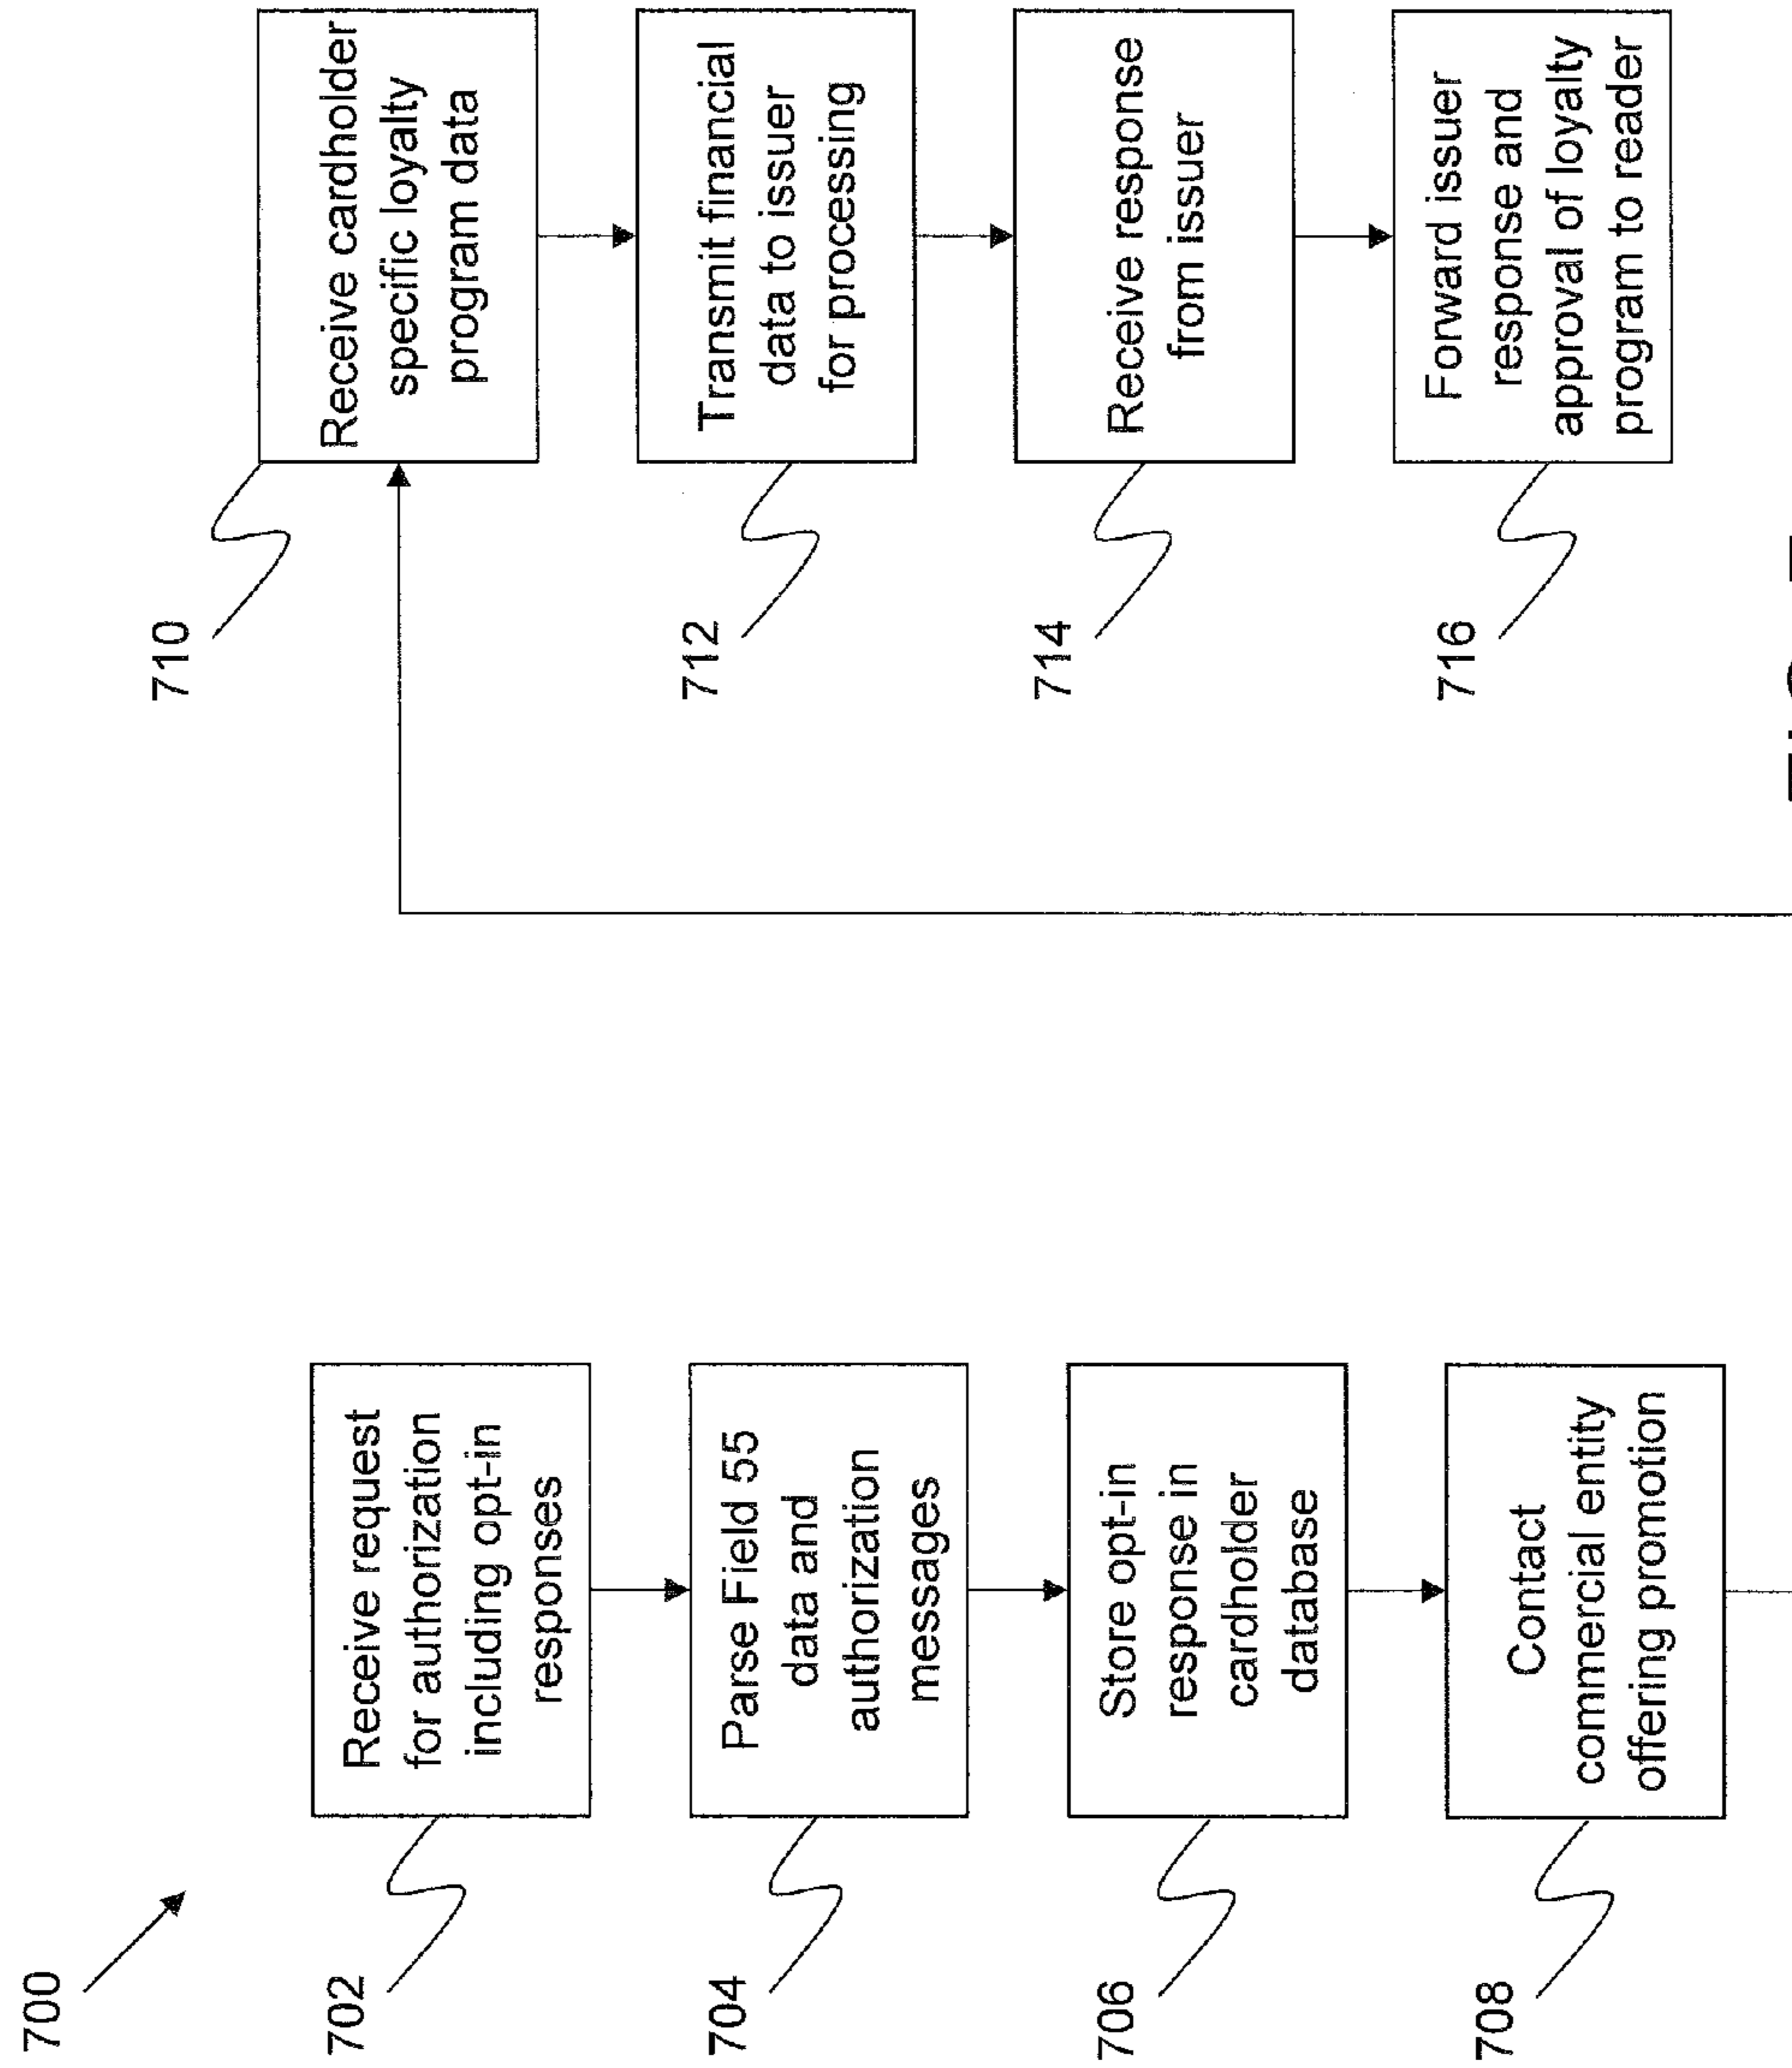 700
702
Receive request
for authorization
including opt-in
responses
704
Parse Field 55
data and
authorization
messages
706
Store opt-in
response in
cardholder
database
708
Contact
commercial entity
offering promotion
710
Receive cardholder
specific loyalty
program data
712
Transmit financial
data to issuer
for processing
714
Receive response
from issuer
716
Forward issuer
response and
approval of loyalty
program to reader